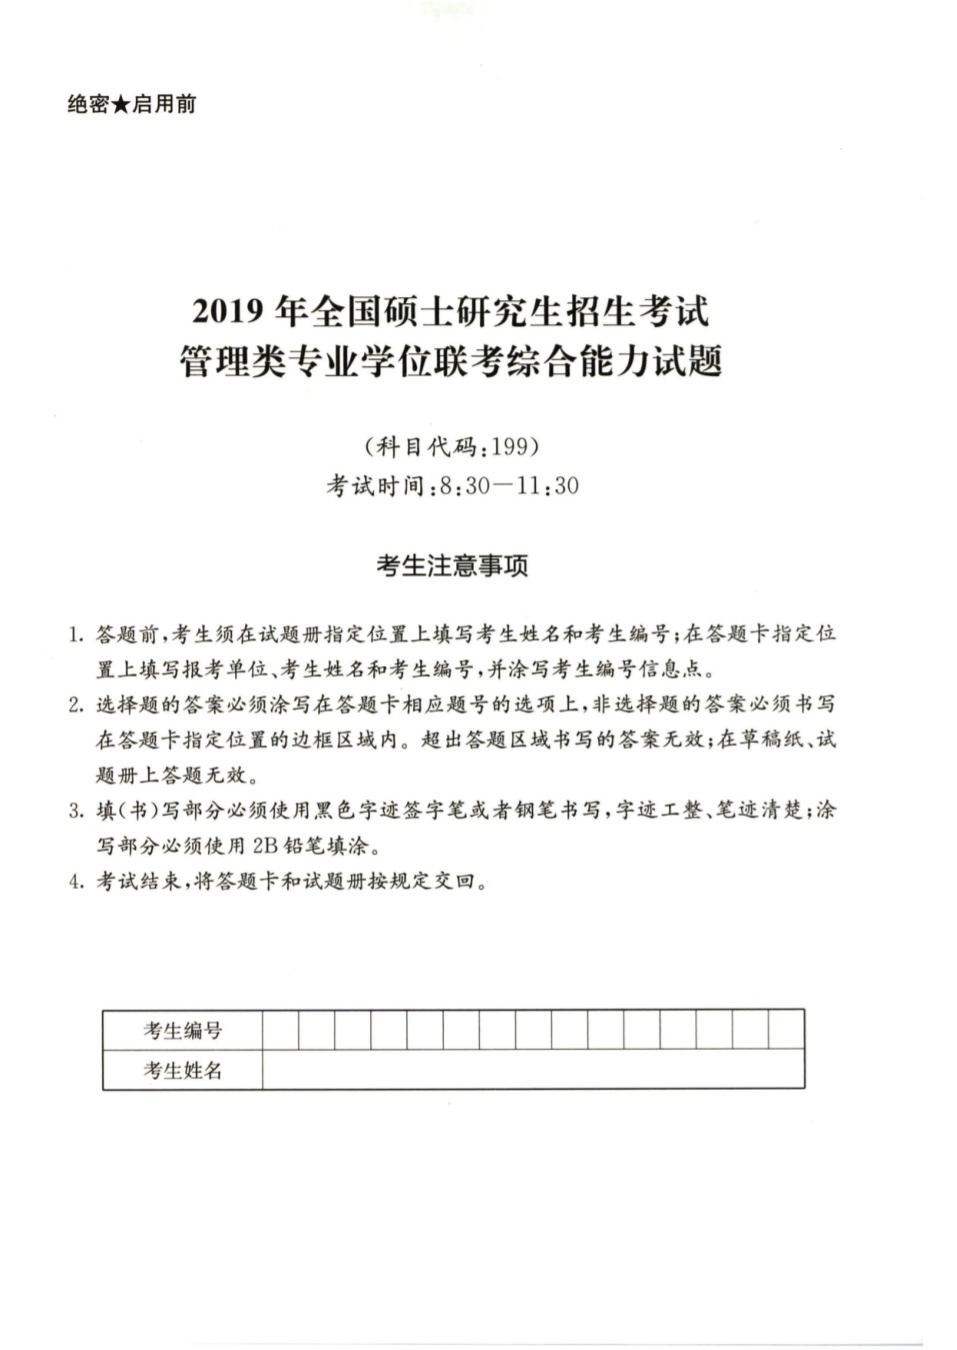 绝密★启用前
2019 年全国硕士研究生招生考试
管理类专业学位联考综合能力试题
(科目代码:199)
考试时间:8:30—11:30
考生注意事项
1. 答题前,考生须在试题册指定位置上填写考生姓名和考生编号;在答题卡指定位
置上填写报考单位、考生姓名和考生编号,并涂写考生编号信息点。
2. 选择题的答案必须涂写在答题卡相应题号的选项上,非选择题的答案必须书写
在答题卡指定位置的边框区域内。超出答题区域书写的答案无效;在草稿纸、试
题册上答题无效。
3. 填(书)写部分必须使用黑色字迹签字笔或者钢笔书写,字迹工整、笔迹清楚;涂
写部分必须使用 2B 铅笔填涂。
4. 考试结束,将答题卡和试题册按规定交回。
考生编号
考生姓名